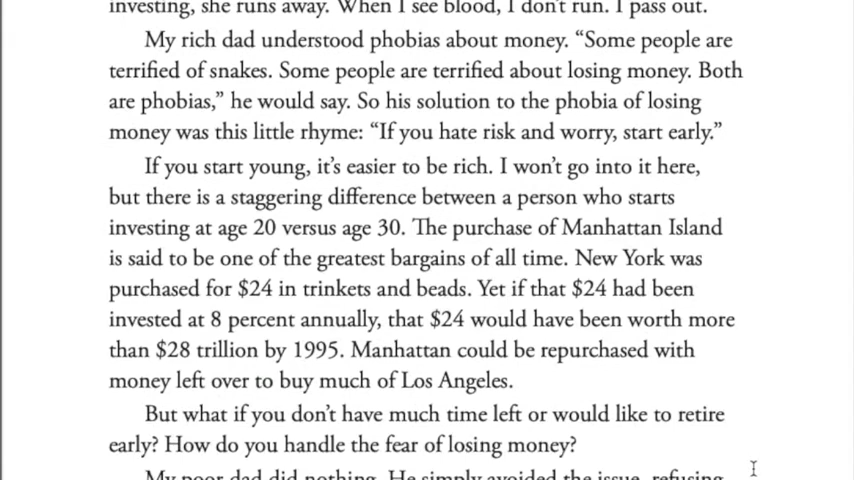 investing, she runs away. When I see blood, I don’t run. I pass out.
My rich dad understood phobias about money. “Some people are
terrified of snakes. Some people are terrified about losing money. Both
are phobias,” he would say. So his solution to the phobia of losing
money was this little rhyme: “If you hate risk and worry, start early.”
If you start young, it’s easier to be rich. I won’t go into it here,
but there is a staggering difference between a person who starts
investing at age 20 versus age 30. The purchase of Manhattan Island
is said to be one of the greatest bargains of all time. New York was
purchased for $24 in trinkets and beads. Yet if that $24 had been
invested at 8 percent annually, that $24 would have been worth more
than $28 trillion by 1995. Manhattan could be repurchased with
money left over to buy much of Los Angeles.
But what if you don’t have much time left or would like to retire
early? How do you handle the fear of losing money?
My poor dad did nothing. He simply avoided the issue, refusing